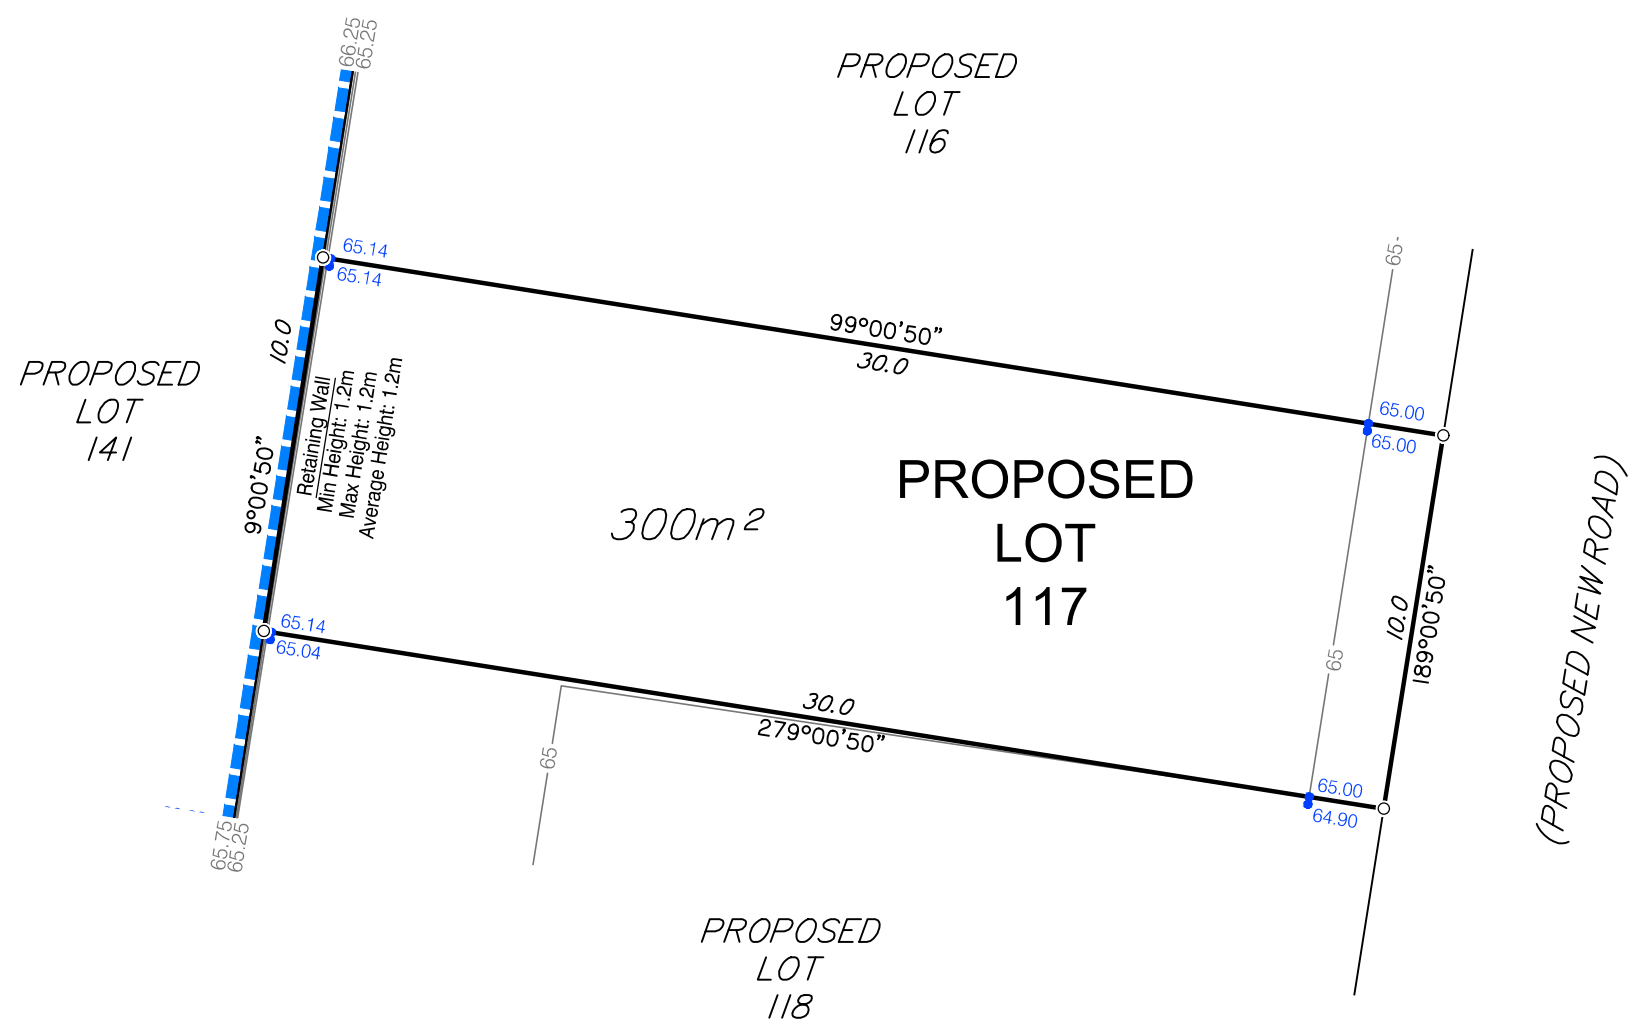 66.25
65.25
PROPOSED
LOT
116
65.14
65.14
65
10.0
99°00'50"
30.0
PROPOSED
LOT
141
65.00
65.00
Retaining Wall
Min Height: 1.2m
Max Height: 1.2m
Average Height: 1.2m
9°00'50"
300m²
PROPOSED
LOT
117
10.0
189°00'50"
(PROPOSED NEW ROAD)
65.14
65.04
65
30.0
279°00'50"
65
65.00
64.90
65.75
65.25
PROPOSED
LOT
118